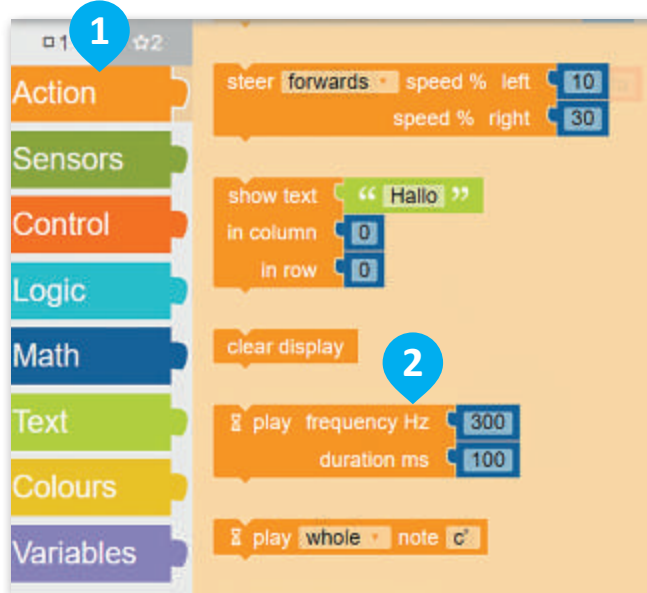 1
1 2
Action
Sensors
Control
Logic
Math
Text
Colours
Variables
steer forwards speed % left 10
speed % right 30
show text “ Hallo ”
in column 0
in row 0
clear display
2
play frequency Hz 300
duration ms 100
play whole note c'